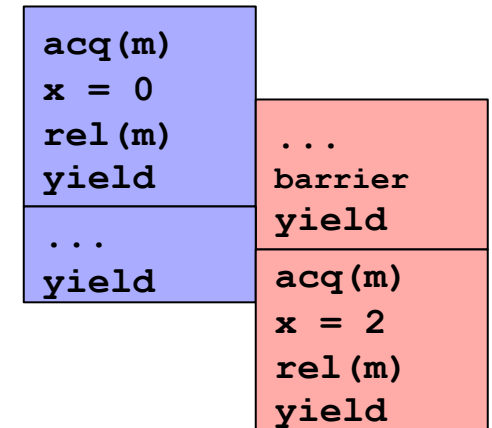 acq(m)
x = 0
rel(m)
yield
...
yield
...
barrier
yield
acq(m)
x = 2
rel(m)
yield